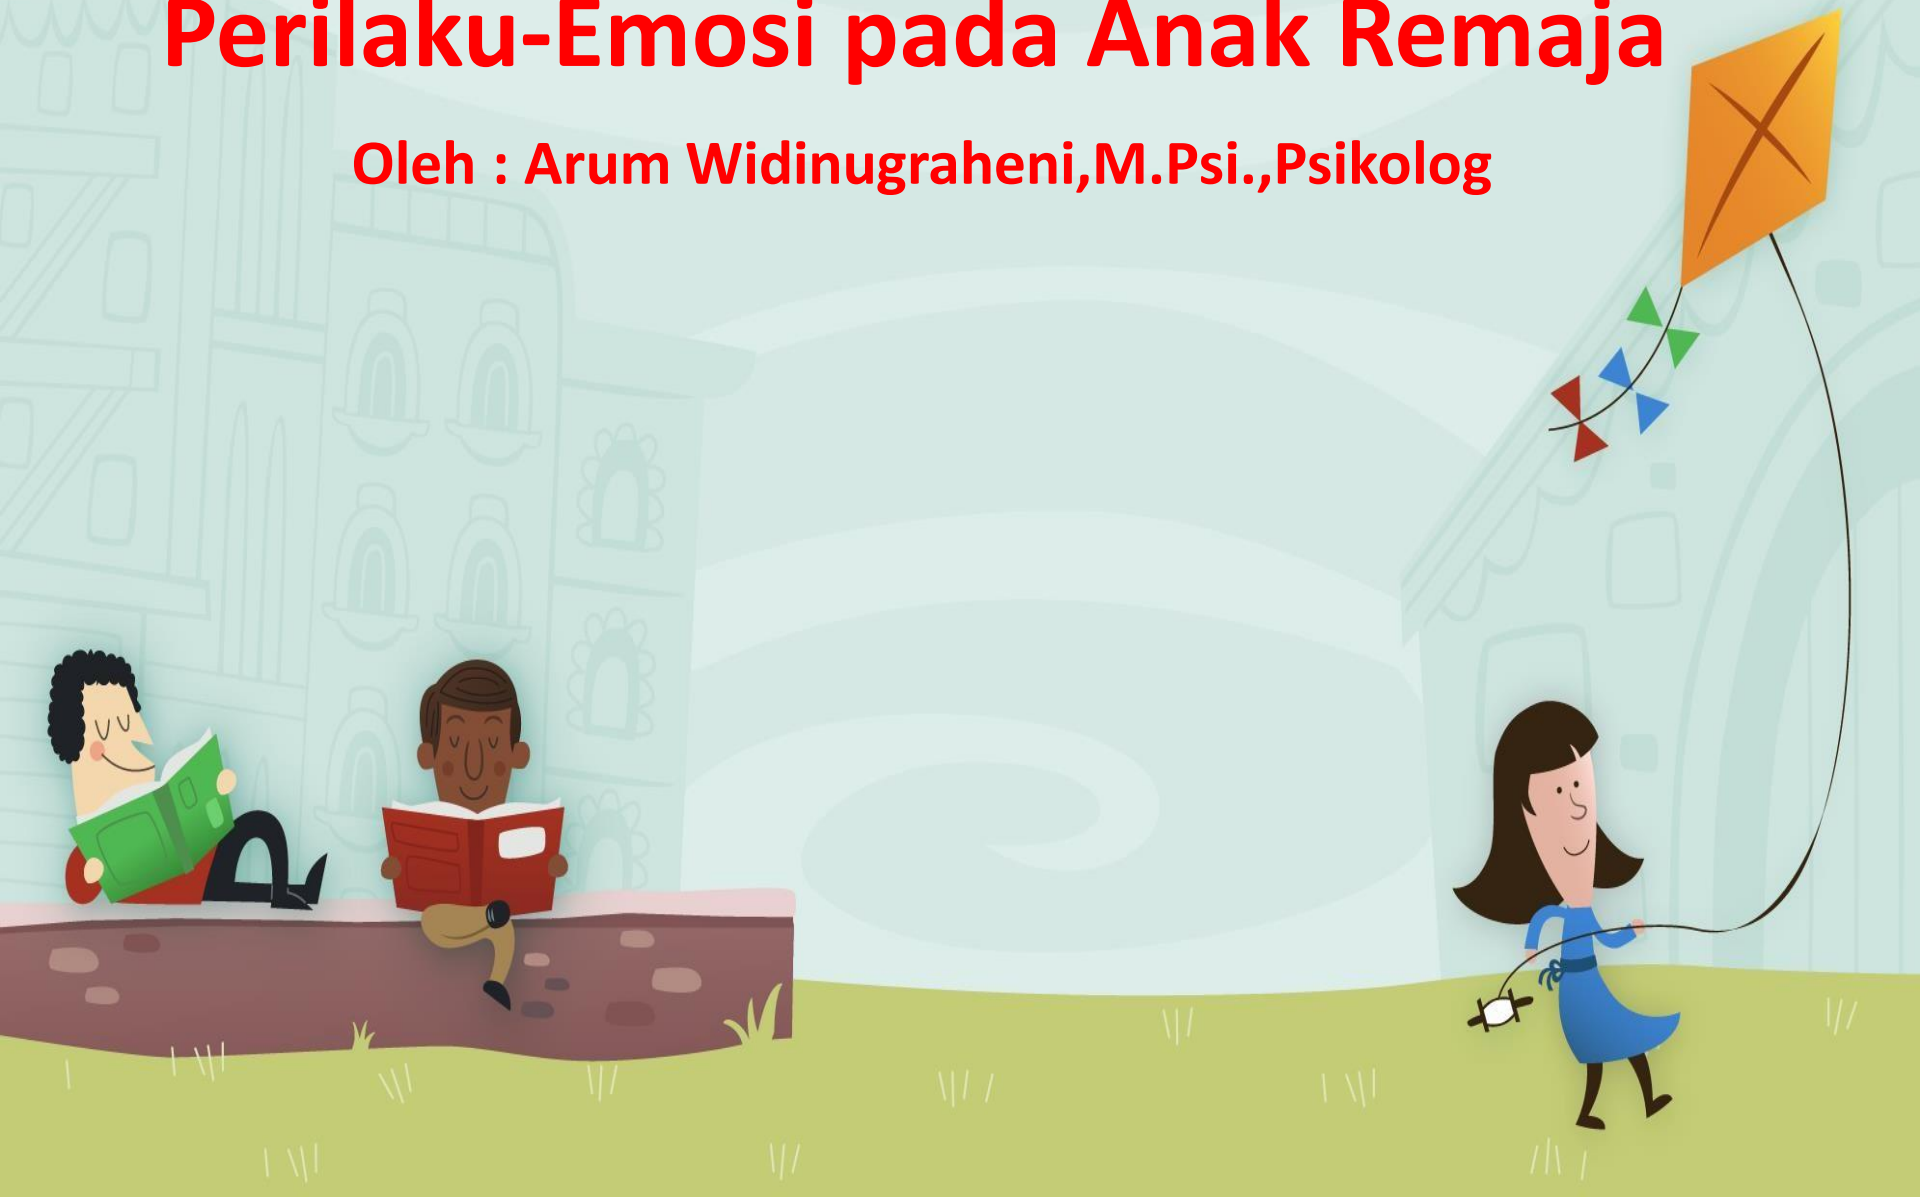 Perilaku-Emosi pada Anak Remaja
Oleh : Arum Widinugraheni,M.Psi.,Psikolog